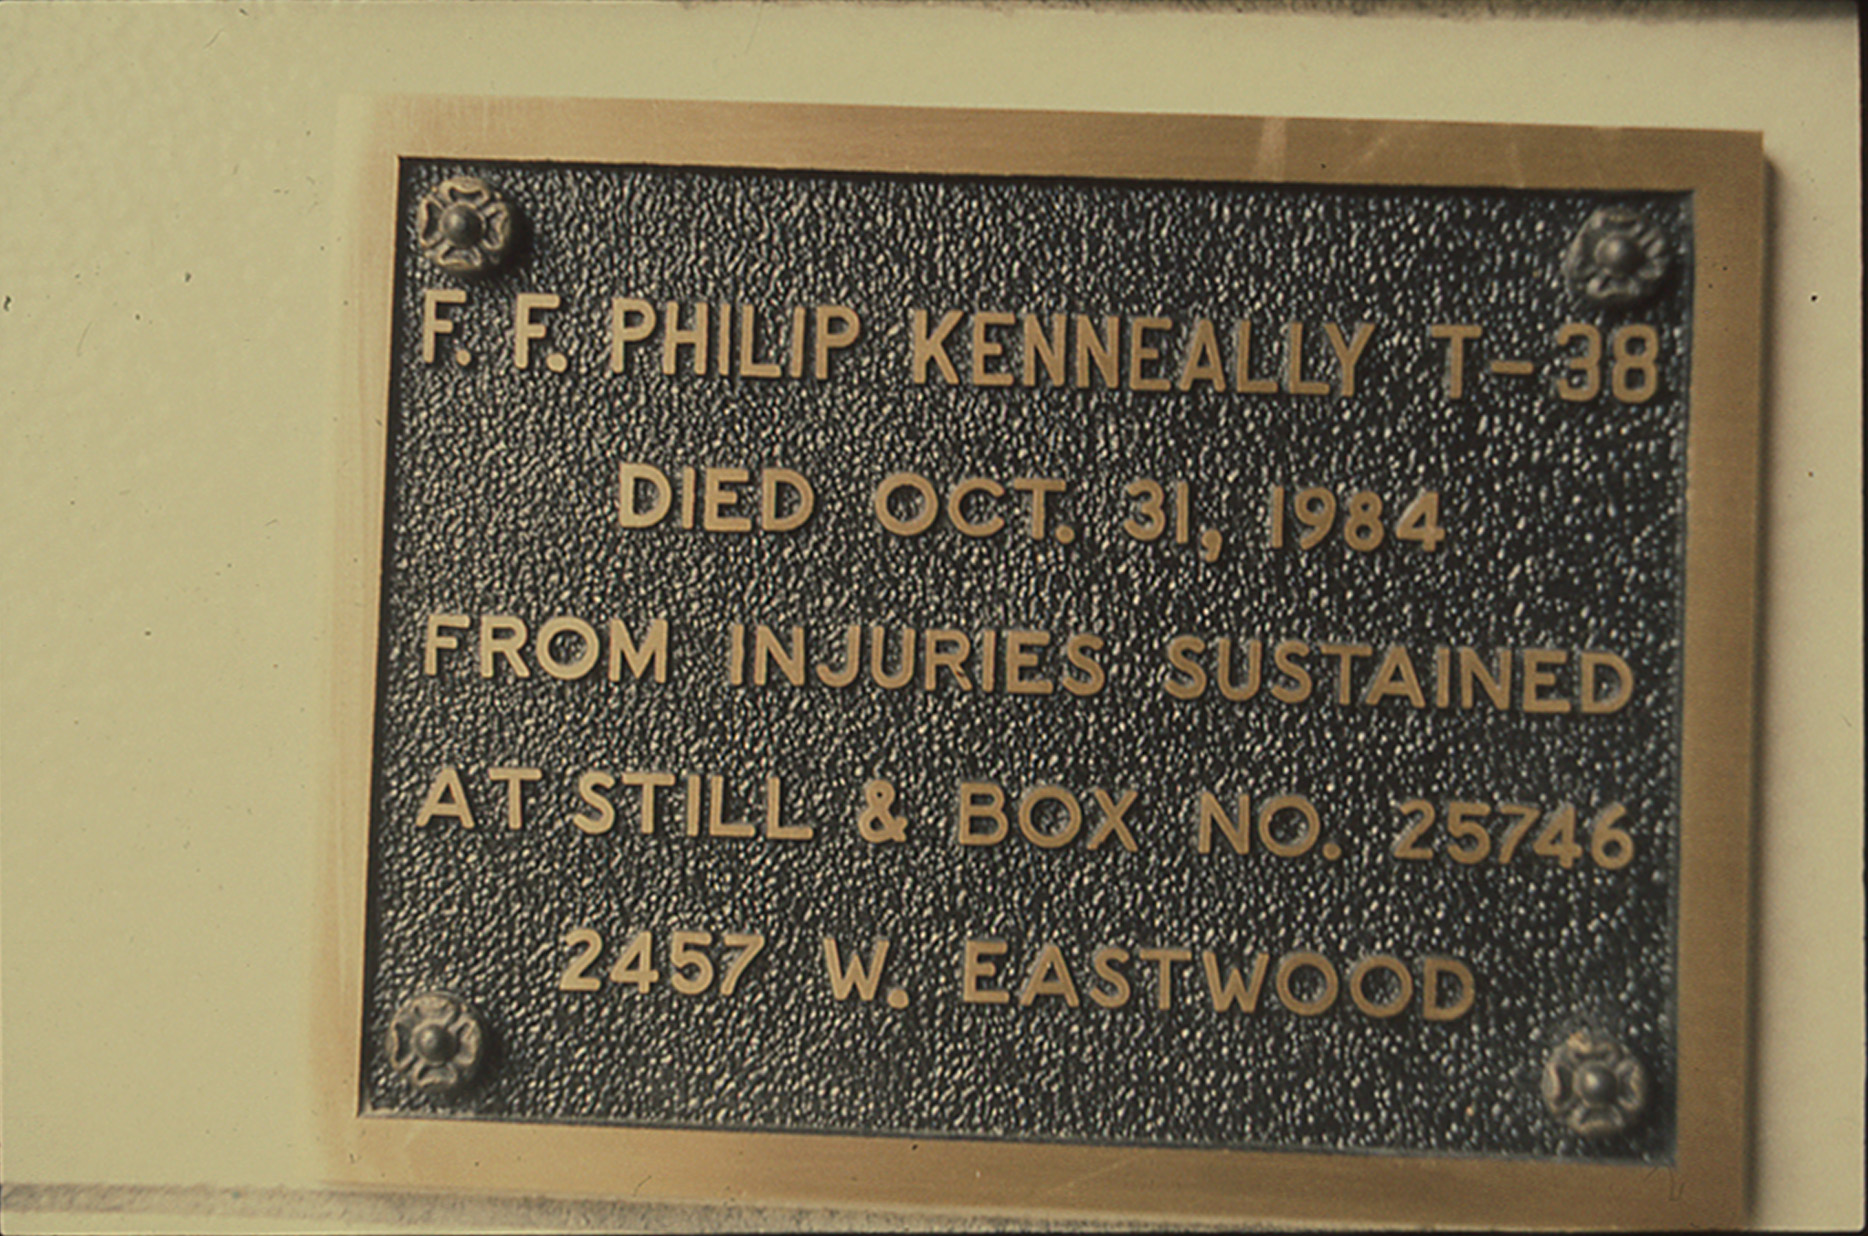 F. F. PHILIP KENNEALLY T-38
DIED OCT. 31, 1984
FROM INJURIES SUSTAINED
AT STILL & BOX NO. 25746
2457 W. EASTWOOD